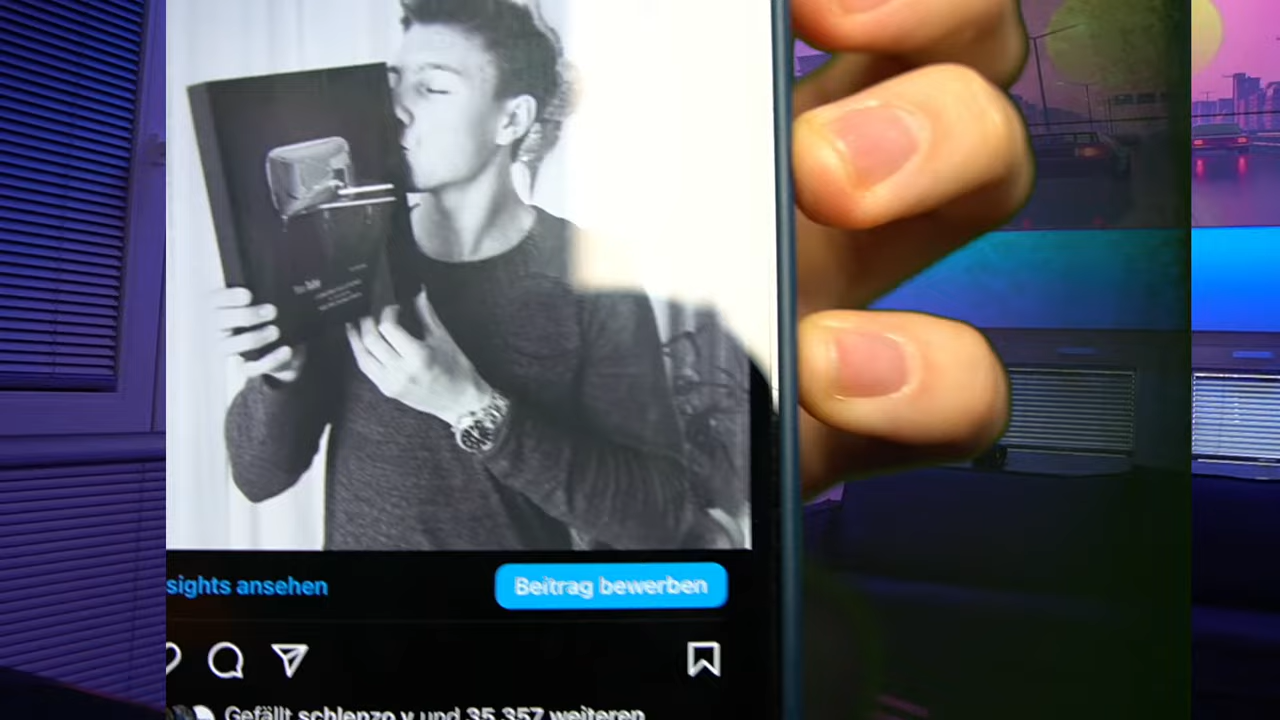 sights ansehen
Beitrag bewerben
Gefällt schlenzo.v und 35.357 weiteren